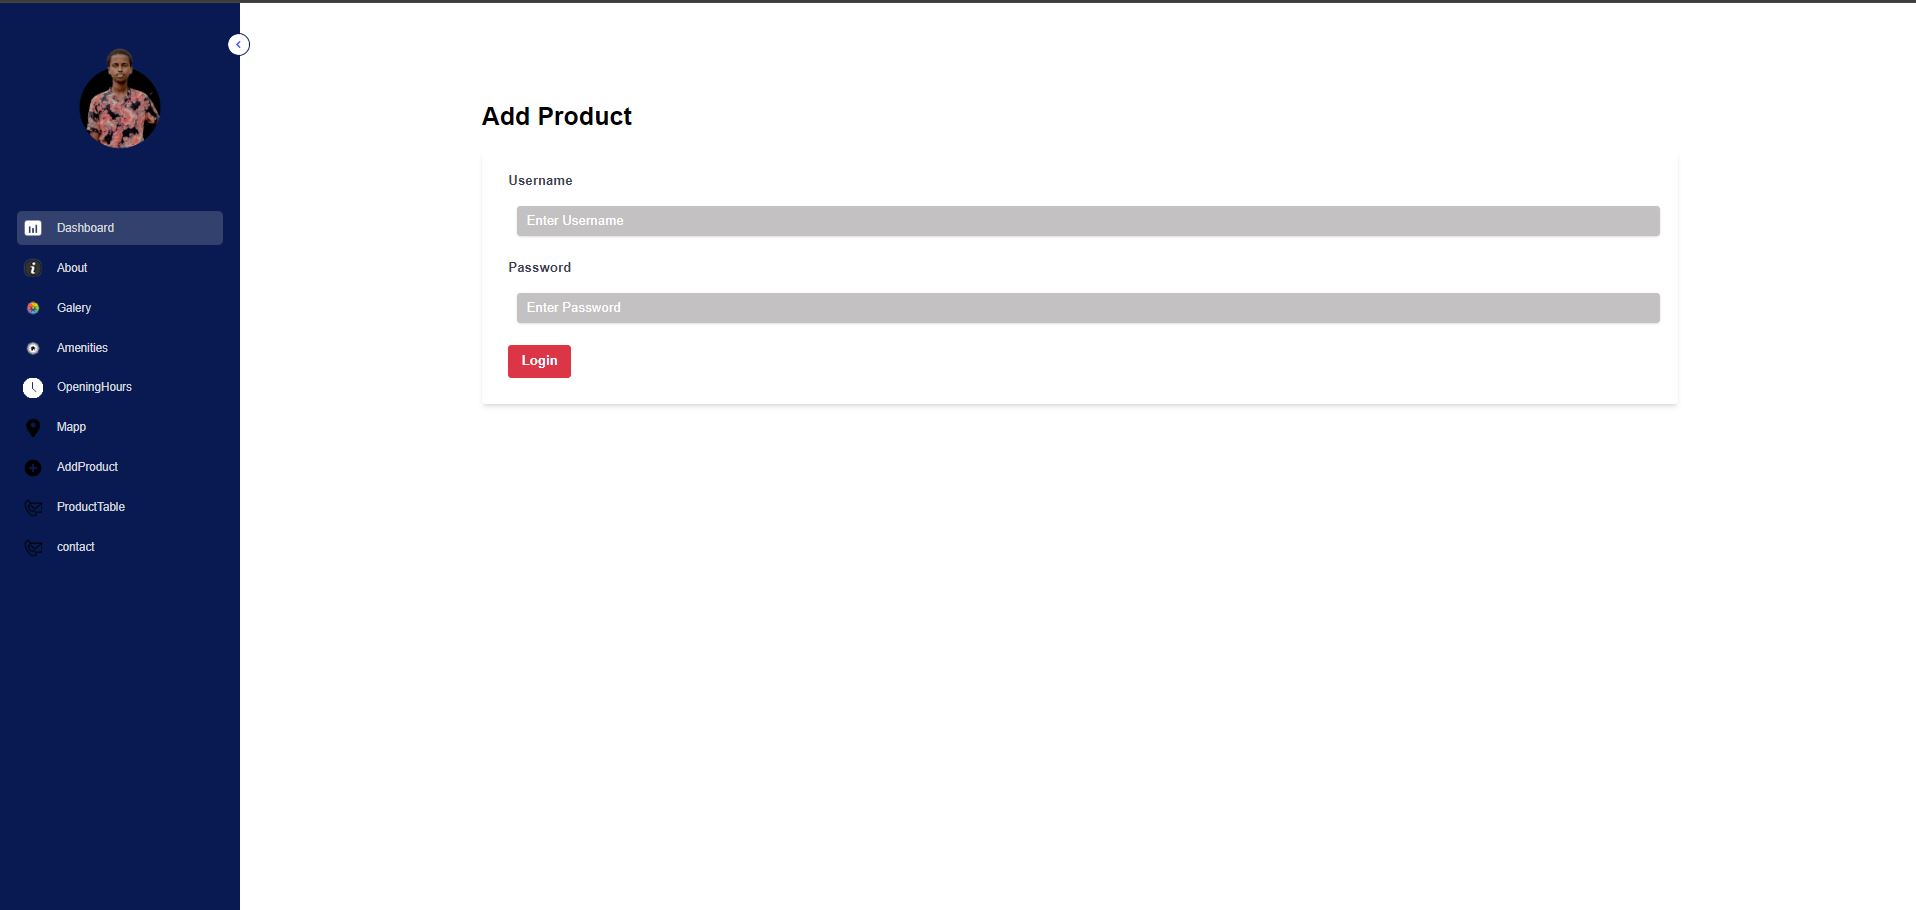 Dashboard
About
Galery
Amenities
OpeningHours
Mapp
AddProduct
ProductTable
contact
Add Product
Username
Enter Username
Password
Enter Password
Login